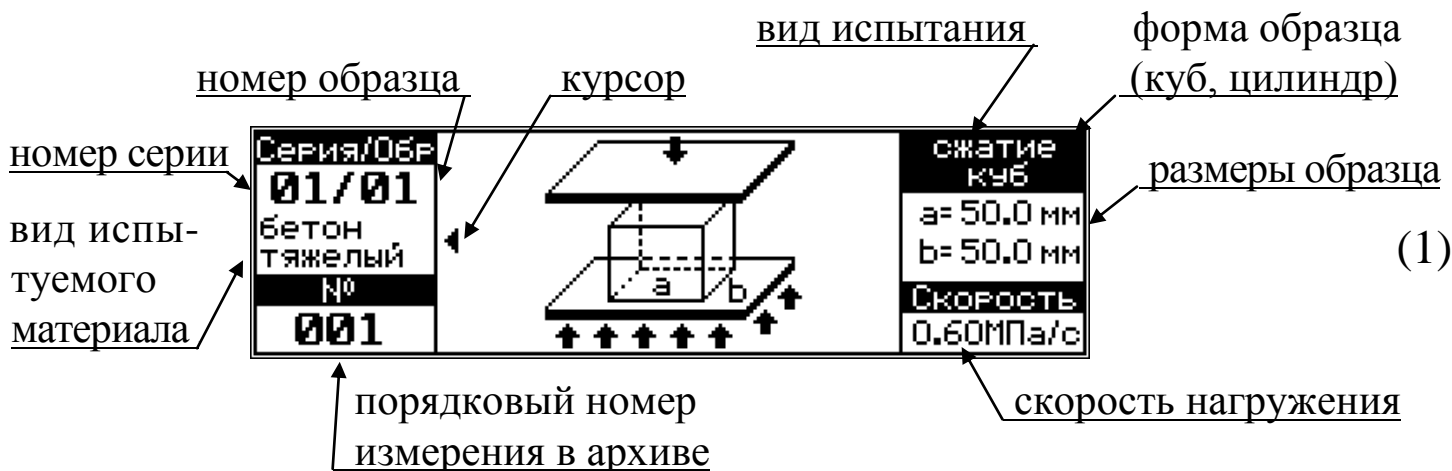 вид испытания
форма образца
(куб, цилиндр)
номер образца
курсор
номер серии
Серия/Обр
01/01
бетон
тяжелый
№
001
a
b
сжатие
куб
a= 50.0 мм
b= 50.0 мм
Скорость
0.60МПа/с
размеры образца
(1)
вид испы-
туемого
материала
порядковый номер
измерения в архиве
скорость нагружения